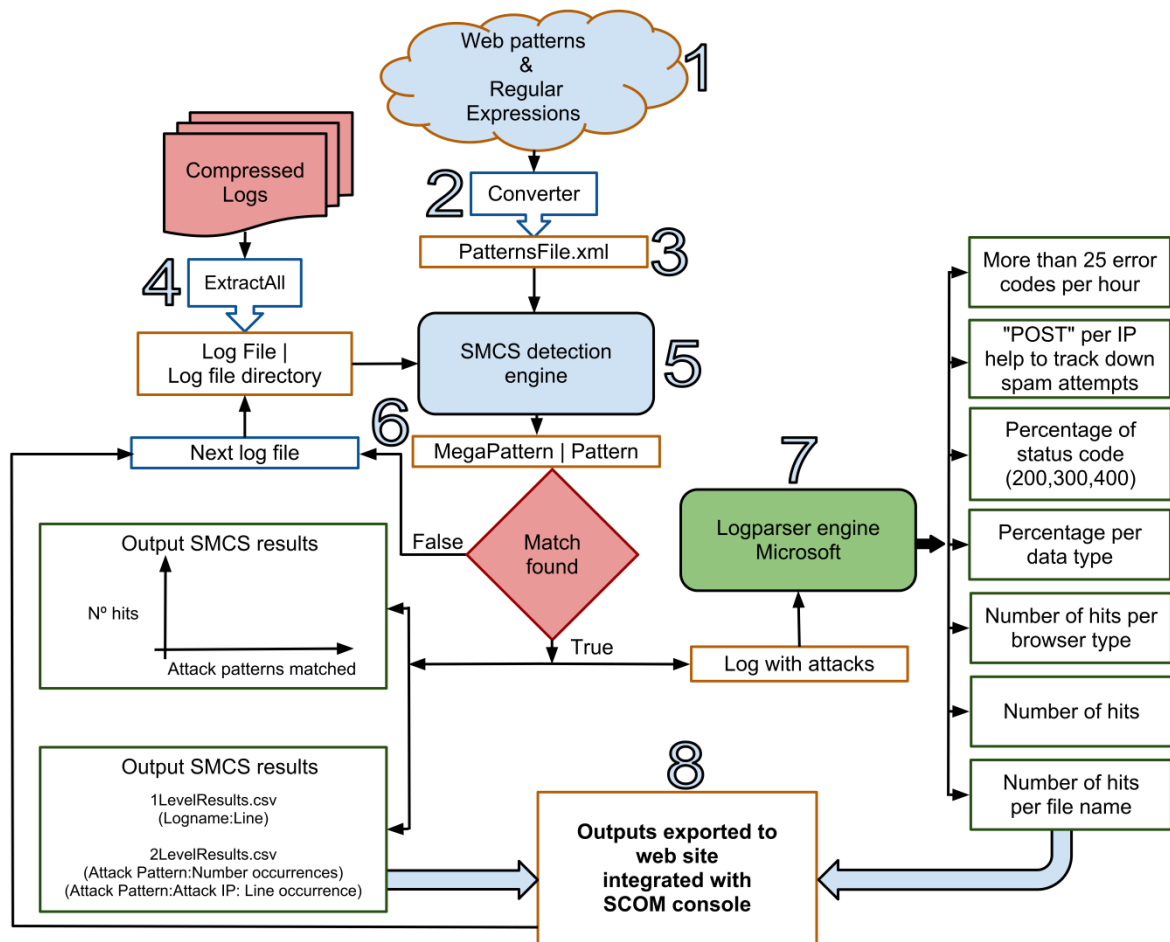 Web patterns
&
Regular
Expressions
1
Compressed
Logs
2
Converter
PatternsFile.xml
3
4
ExtractAll
Log File |
Log file directory
SMCS detection
engine
5
6
Next log file
MegaPattern | Pattern
False
Match
found
True
7
Logparser engine
Microsoft
Log with attacks
More than 25 error
codes per hour
"POST" per IP
help to track down
spam attempts
Percentage of
status code
(200,300,400)
Percentage per
data type
Number of hits per
browser type
Number of hits
Number of hits
per file name
Output SMCS results
Nº hits
Attack patterns matched
Output SMCS results
1LevelResults.csv
(Logname:Line)
2LevelResults.csv
(Attack Pattern:Number occurrences)
(Attack Pattern:Attack IP: Line occurrence)
8
Outputs exported to
web site
integrated with
SCOM console